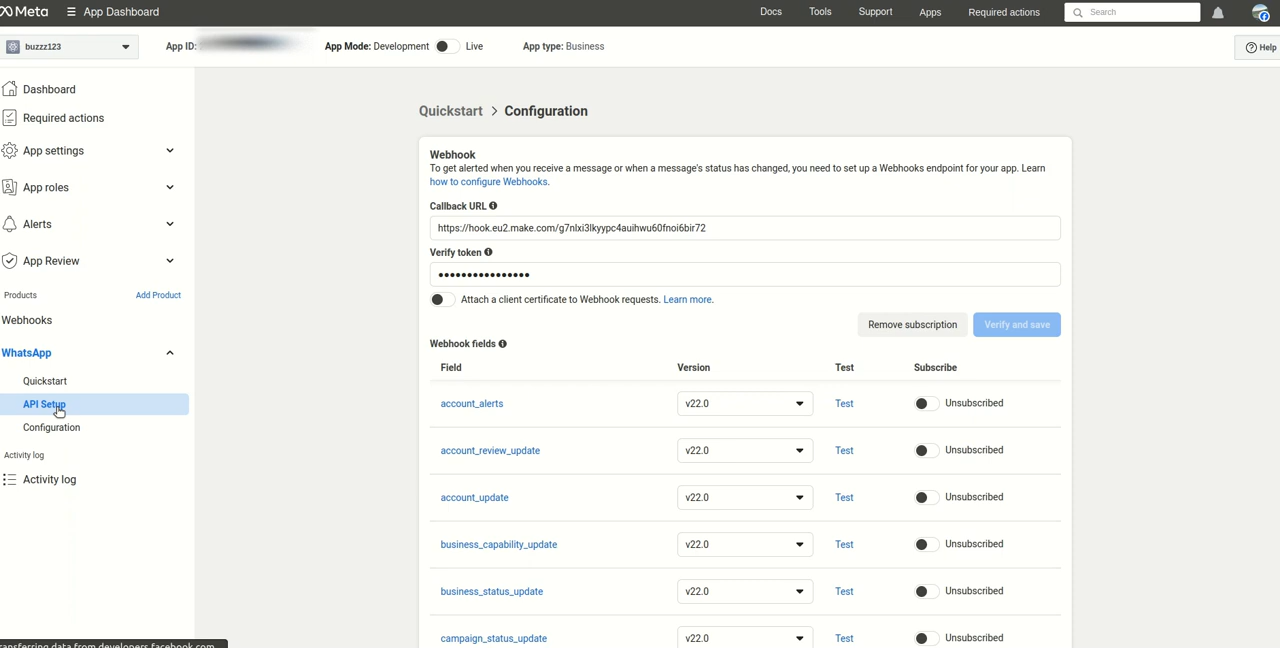 Meta
App Dashboard
Docs
Tools
Support
Apps
Required actions
Search
buzzz123
App ID:
App Mode: Development
Live
App type: Business
Help
Dashboard
Required actions
App settings
App roles
Alerts
App Review
Products
Add Product
Webhooks
WhatsApp
Quickstart
API Setup
Configuration
Activity log
Activity log
Quickstart > Configuration
Webhook
To get alerted when you receive a message or when a message's status has changed, you need to set up a Webhooks endpoint for your app. Learn
how to configure Webhooks.
Callback URL
https://hook.eu2.make.com/g7nlxi3lkyypc4auihwu60fnoi6bir72
Verify token
••••••••••••••••
Attach a client certificate to Webhook requests. Learn more.
Remove subscription
Verify and save
Webhook fields
Field Version Test Subscribe
account_alerts v22.0 Test Unsubscribed
account_review_update v22.0 Test Unsubscribed
account_update v22.0 Test Unsubscribed
business_capability_update v22.0 Test Unsubscribed
business_status_update v22.0 Test Unsubscribed
campaign_status_update v22.0 Test Unsubscribed
data from developers.facebook.com